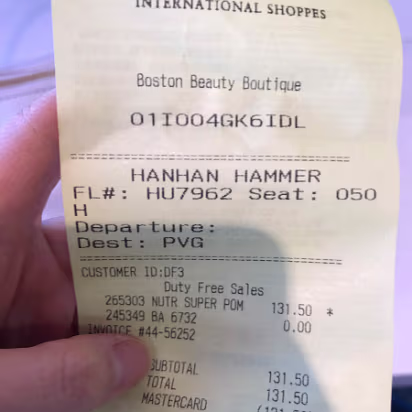 INTERNATIONAL SHOPPES
Boston Beauty Boutique
01I004GK6IDL
HANHAN HAMMER
FL#: HU7962 Seat: 050
H
Departure:
Dest: PVG
CUSTOMER ID:DF3
Duty Free Sales
265303 NUTR SUPER POM 131.50 *
245349 BA 6732 0.00
INVOICE #44-56252
SUBTOTAL 131.50
TOTAL 131.50
MASTERCARD